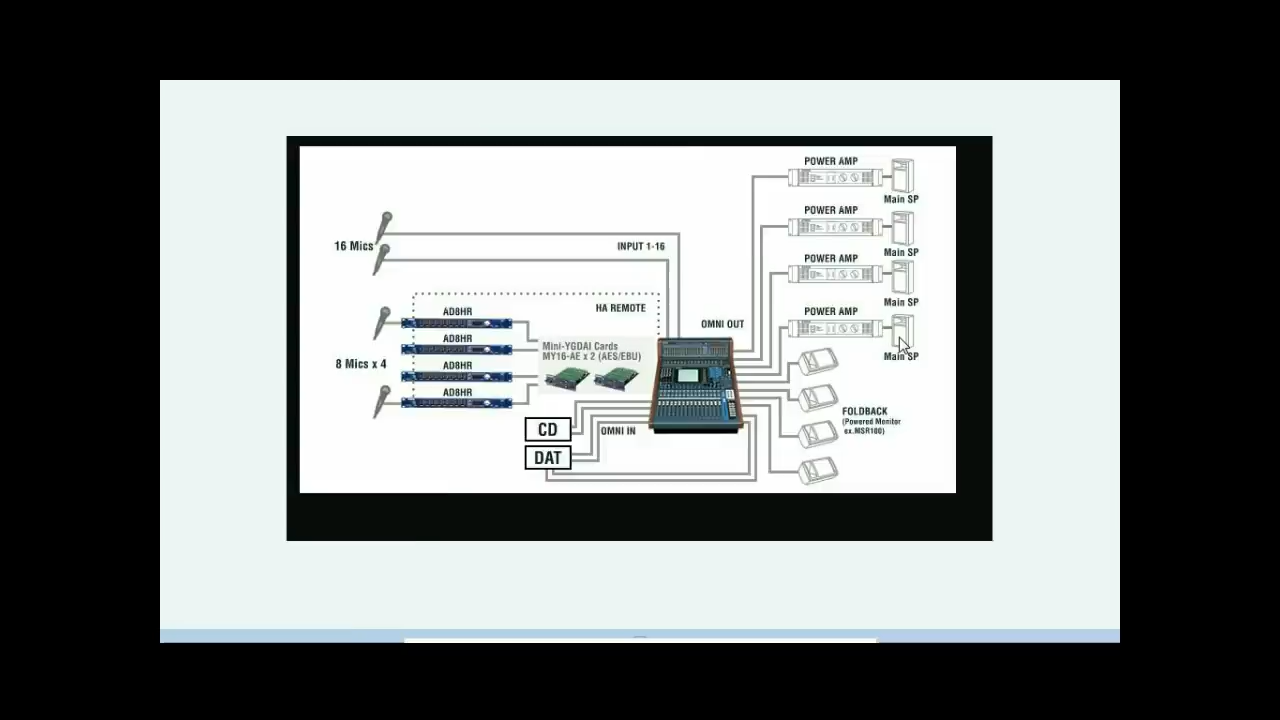 POWER AMP
Main SP
POWER AMP
Main SP
POWER AMP
Main SP
POWER AMP
Main SP
16 Mics
INPUT 1-16
HA REMOTE
OMNI OUT
AD8HR
AD8HR
AD8HR
AD8HR
8 Mics x 4
Mini-YGDAI Cards
MY16-AE x 2 (AES/EBU)
CD
DAT
OMNI IN
FOLDBACK
(Powered Monitor
ex.MSR100)